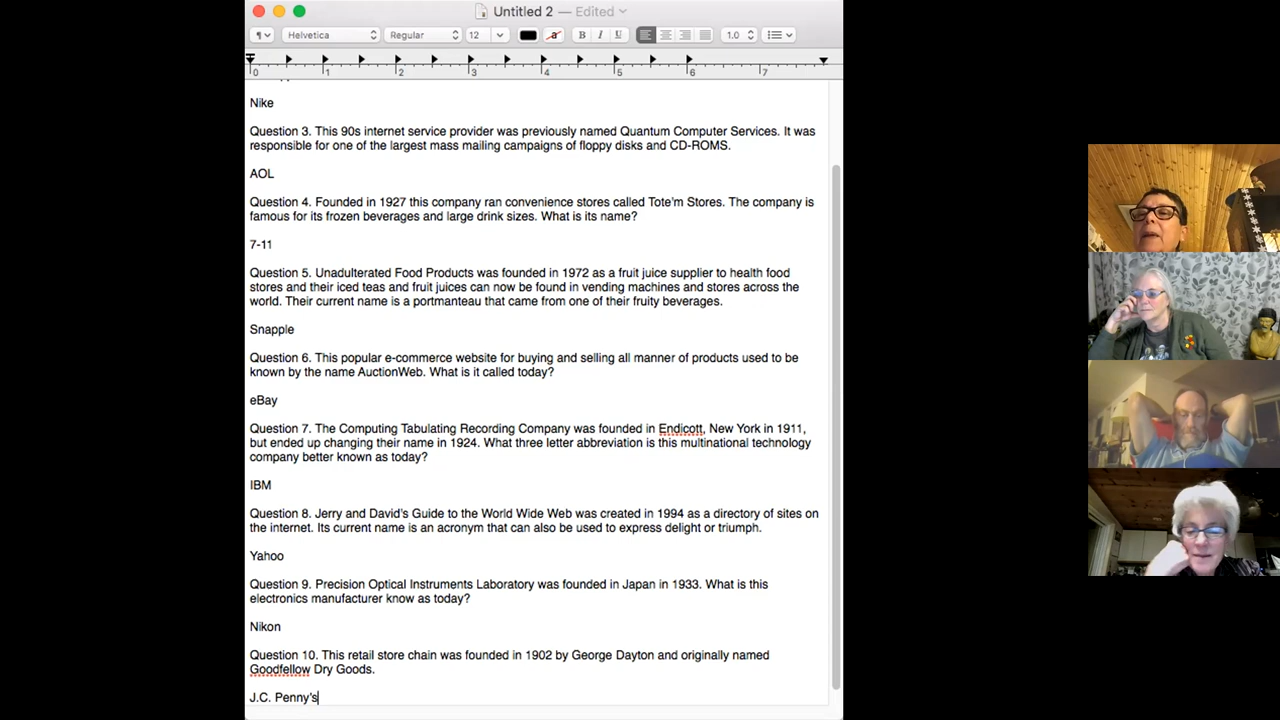 Untitled 2 — Edited
¶ Helvetica Regular 12 a B I U 1.0
0 1 2 3 4 5 6 7
Nike
Question 3. This 90s internet service provider was previously named Quantum Computer Services. It was
responsible for one of the largest mass mailing campaigns of floppy disks and CD-ROMS.
AOL
Question 4. Founded in 1927 this company ran convenience stores called Tote'm Stores. The company is
famous for its frozen beverages and large drink sizes. What is its name?
7-11
Question 5. Unadulterated Food Products was founded in 1972 as a fruit juice supplier to health food
stores and their iced teas and fruit juices can now be found in vending machines and stores across the
world. Their current name is a portmanteau that came from one of their fruity beverages.
Snapple
Question 6. This popular e-commerce website for buying and selling all manner of products used to be
known by the name AuctionWeb. What is it called today?
eBay
Question 7. The Computing Tabulating Recording Company was founded in Endicott, New York in 1911,
but ended up changing their name in 1924. What three letter abbreviation is this multinational technology
company better known as today?
IBM
Question 8. Jerry and David's Guide to the World Wide Web was created in 1994 as a directory of sites on
the internet. Its current name is an acronym that can also be used to express delight or triumph.
Yahoo
Question 9. Precision Optical Instruments Laboratory was founded in Japan in 1933. What is this
electronics manufacturer know as today?
Nikon
Question 10. This retail store chain was founded in 1902 by George Dayton and originally named
Goodfellow Dry Goods.
J.C. Penny's